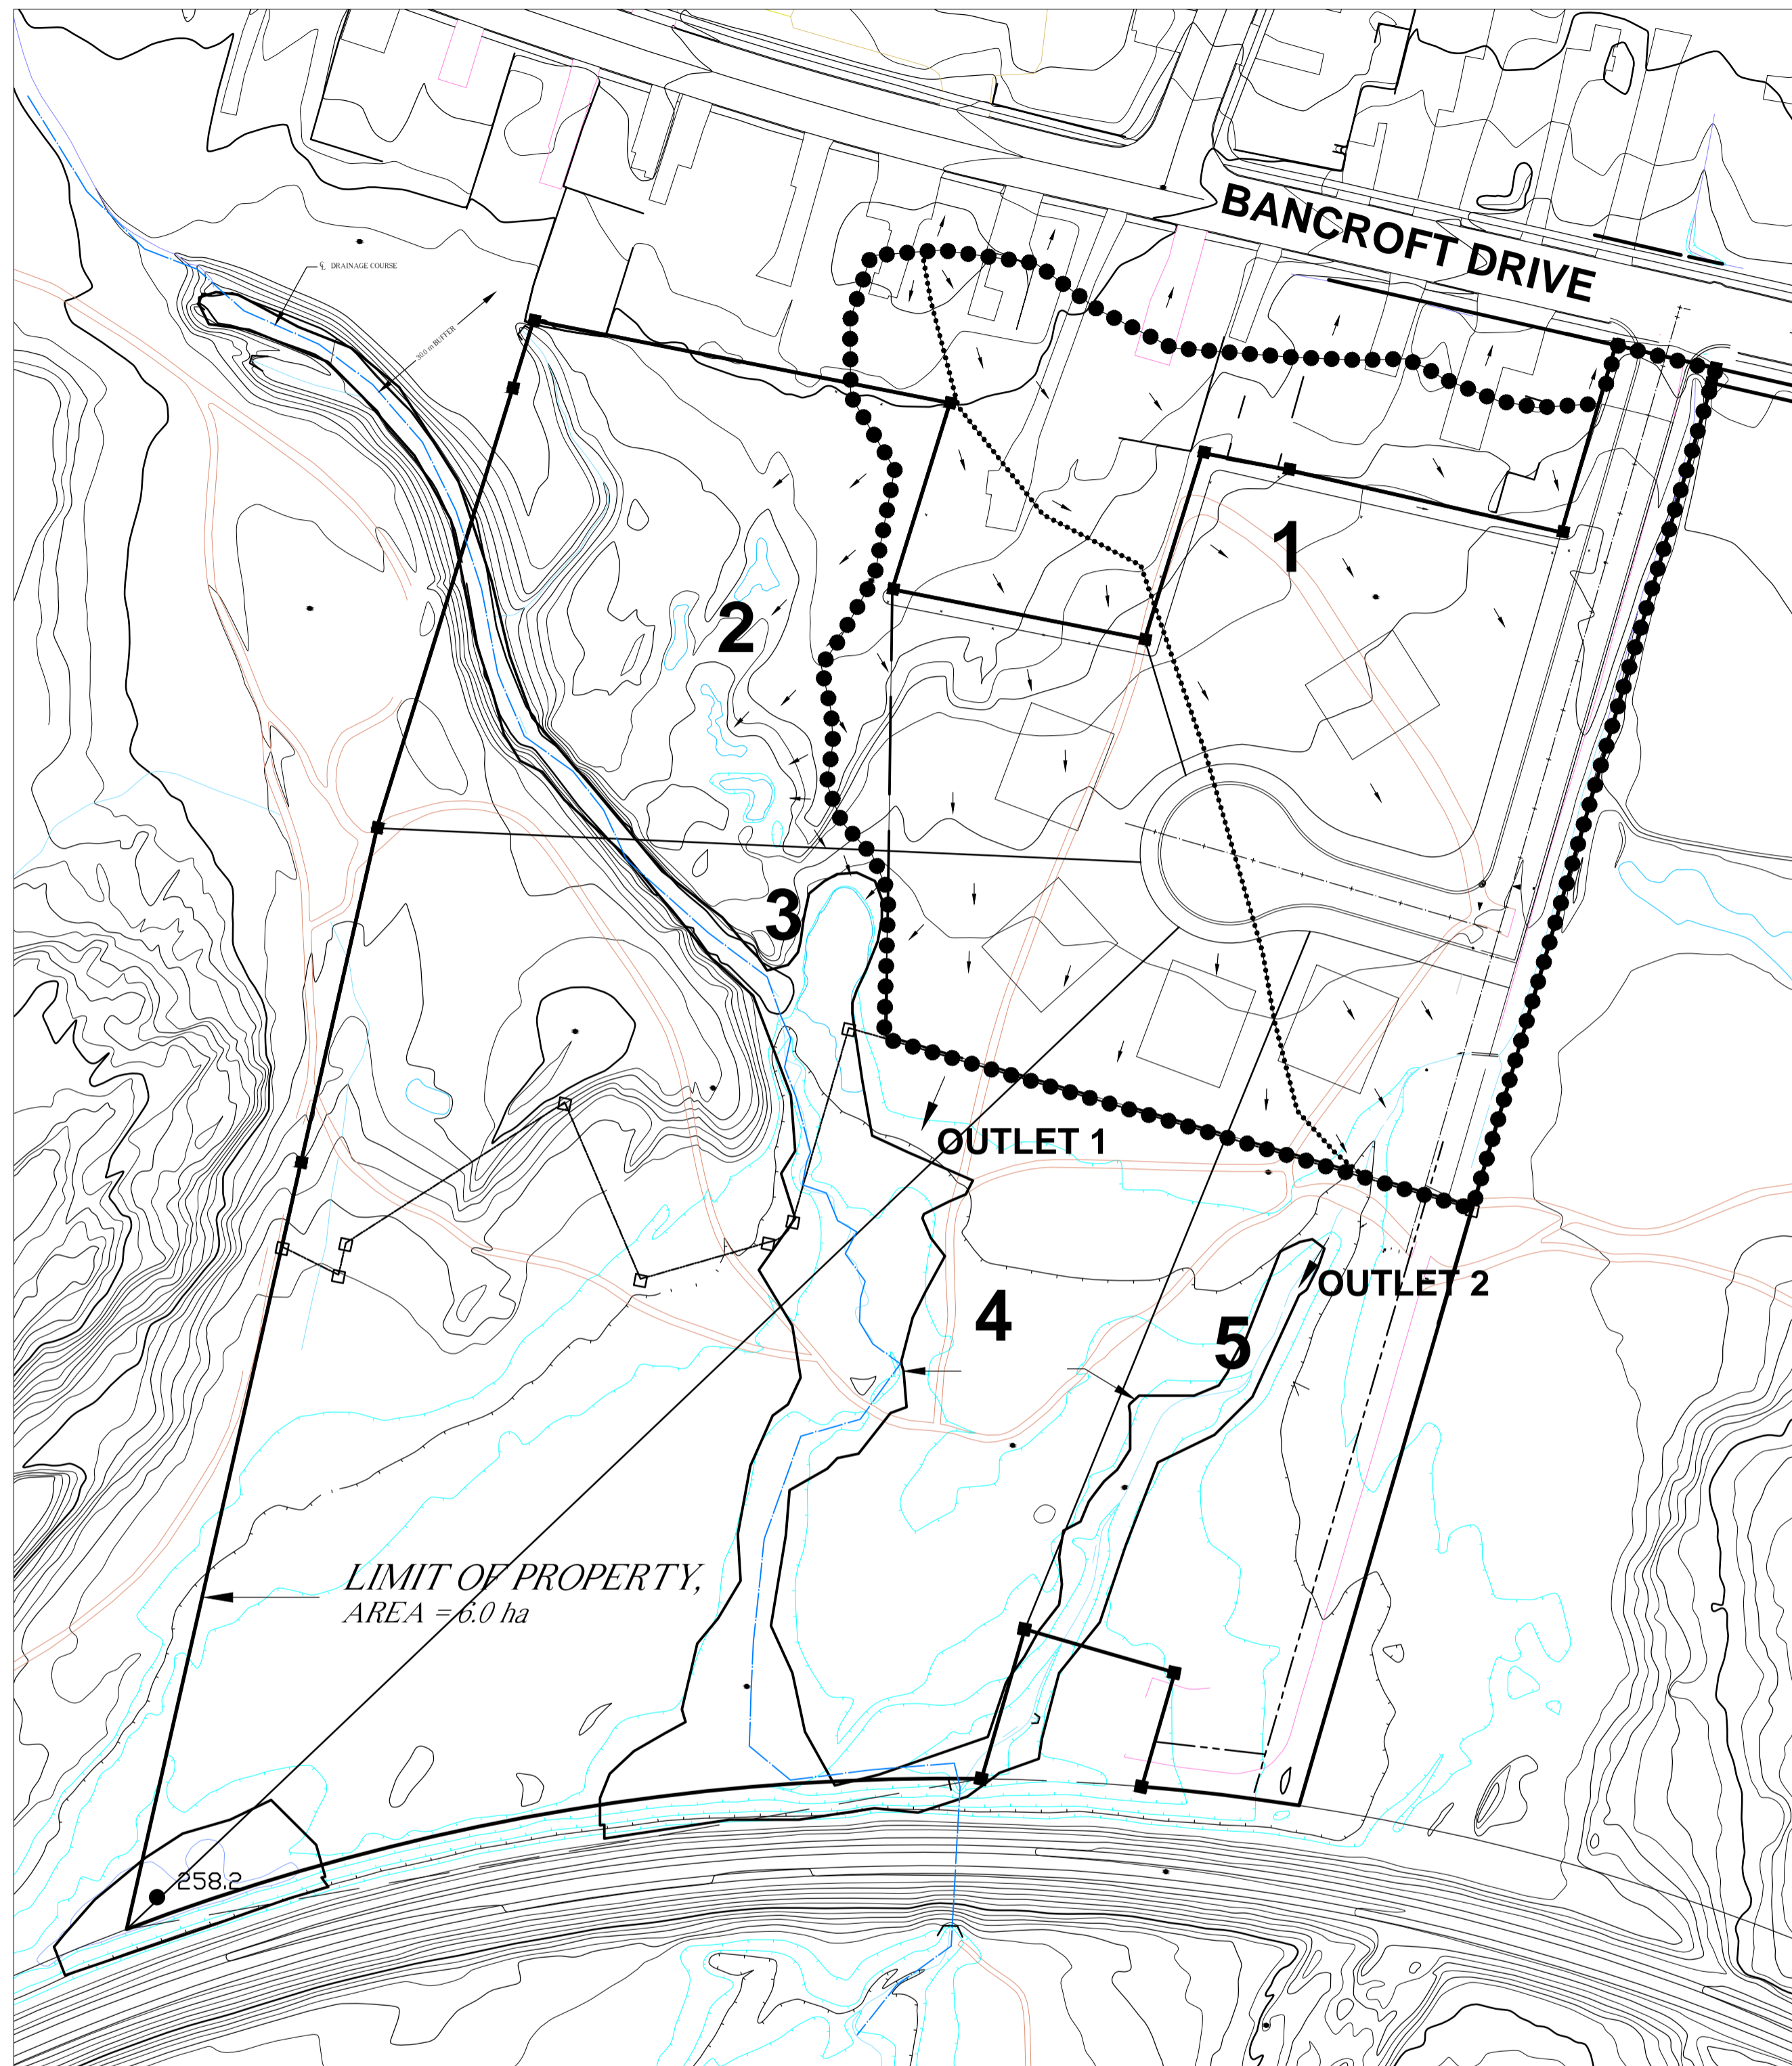 BANCROFT DRIVE
℄ DRAINAGE COURSE
30.0 m BUFFER
1
2
3
OUTLET 1
OUTLET 2
4
5
LIMIT OF PROPERTY,
AREA = 6.0 ha
258.2